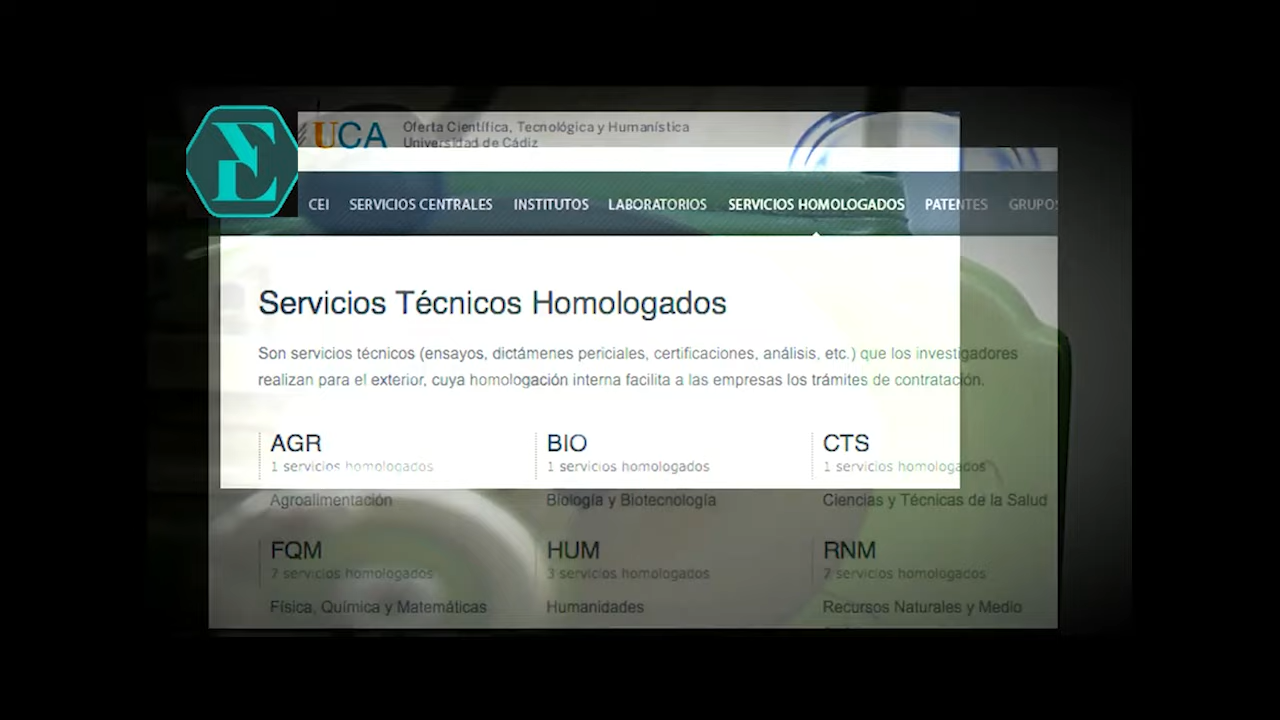 UCA
Oferta Científica, Tecnológica y Humanística
Universidad de Cádiz
CEI SERVICIOS CENTRALES INSTITUTOS LABORATORIOS SERVICIOS HOMOLOGADOS PATENTES GRUPOS
Servicios Técnicos Homologados
Son servicios técnicos (ensayos, dictámenes periciales, certificaciones, análisis, etc.) que los investigadores
realizan para el exterior, cuya homologación interna facilita a las empresas los trámites de contratación.
AGR BIO CTS
1 servicios homologados 1 servicios homologados 1 servicios homologados
Agroalimentación Biología y Biotecnología Ciencias y Técnicas de la Salud
FQM HUM RNM
7 servicios homologados 3 servicios homologados 7 servicios homologados
Física, Química y Matemáticas Humanidades Recursos Naturales y Medio